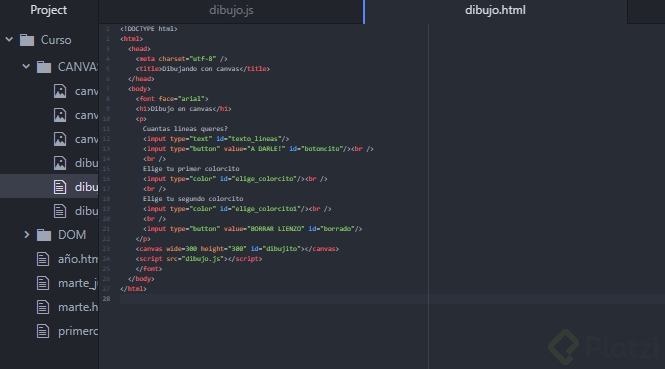 Project
dibujo.js
dibujo.html
Curso
CANVAS
canv
canv
canv
dibu
dibu
dibu
DOM
año.htm
marte_j
marte.h
primero
1 <!DOCTYPE html>
2 <html>
3 <head>
4 <meta charset="utf-8" />
5 <title>Dibujando con canvas</title>
6 </head>
7 <body>
8 <font face="arial">
9 <h1>Dibujo en canvas</h1>
10 <p>
11 Cuantas lineas queres?
12 <input type="text" id="texto_lineas"/>
13 <input type="button" value="A DARLE!" id="botoncito"/><br />
14 <br />
15 Elige tu primer colorcito
16 <input type="color" id="elige_colorcito"/><br />
17 <br />
18 Elige tu segundo colorcito
19 <input type="color" id="elige_colorcito1"/><br />
20 <br />
21 <input type="button" value="BORRAR LIENZO" id="borrado"/>
22 </p>
23 <canvas wide=300 height="300" id="dibujito"></canvas>
24 <script src="dibujo.js"></script>
25 </font>
26 </body>
27 </html>
28
Platzi